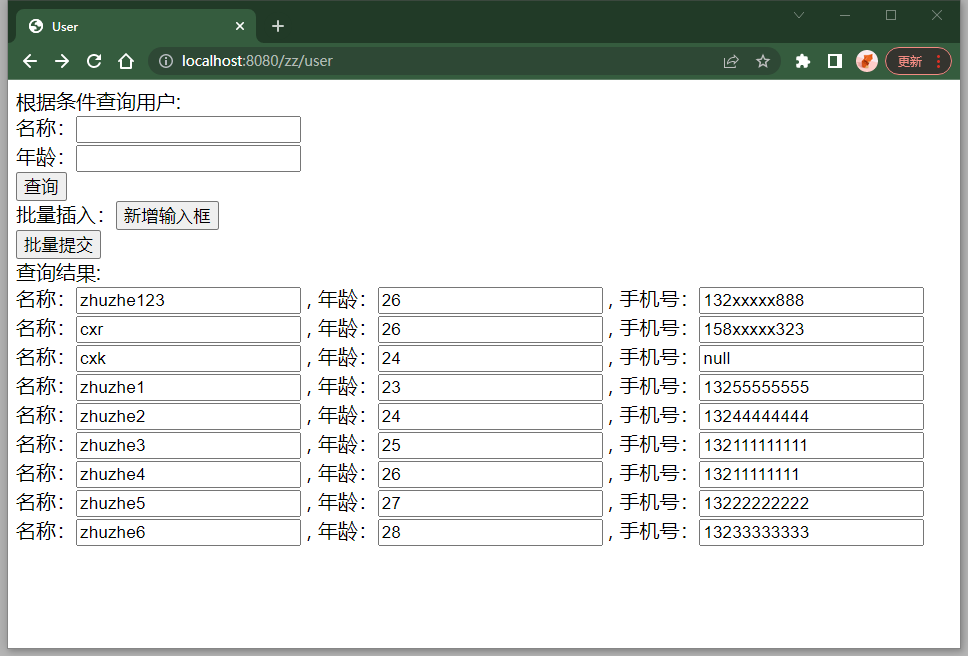 User
localhost:8080/zz/user
更新
根据条件查询用户:
名称：
年龄：
查询
批量插入： 新增输入框
批量提交
查询结果:
名称：zhuzhe123 , 年龄：26 , 手机号：132xxxxx888
名称：cxr , 年龄：26 , 手机号：158xxxxx323
名称：cxk , 年龄：24 , 手机号：null
名称：zhuzhe1 , 年龄：23 , 手机号：13255555555
名称：zhuzhe2 , 年龄：24 , 手机号：13244444444
名称：zhuzhe3 , 年龄：25 , 手机号：132111111111
名称：zhuzhe4 , 年龄：26 , 手机号：13211111111
名称：zhuzhe5 , 年龄：27 , 手机号：13222222222
名称：zhuzhe6 , 年龄：28 , 手机号：13233333333